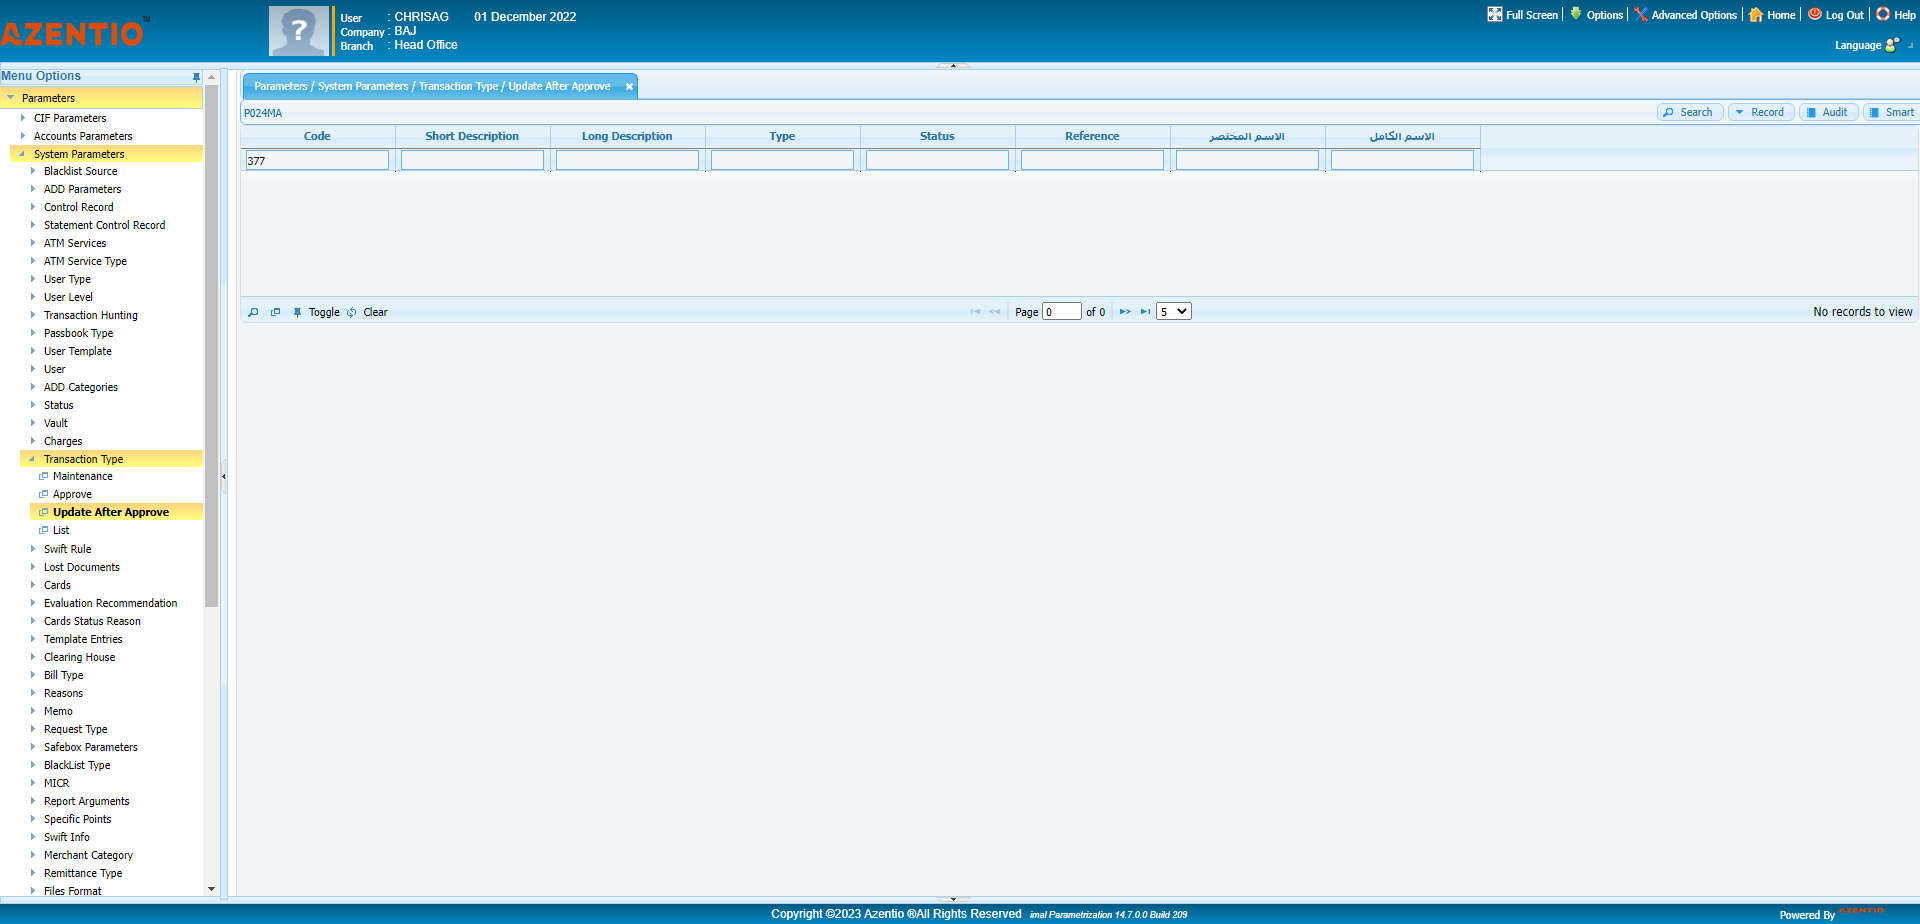 AZENTIO™
User : CHRISAG 01 December 2022
Company : BAJ
Branch : Head Office
Full Screen | Options | Advanced Options | Home | Log Out | Help
Language
Menu Options
Parameters
CIF Parameters
Accounts Parameters
System Parameters
Blacklist Source
ADD Parameters
Control Record
Statement Control Record
ATM Services
ATM Service Type
User Type
User Level
Transaction Hunting
Passbook Type
User Template
User
ADD Categories
Status
Vault
Charges
Transaction Type
Maintenance
Approve
Update After Approve
List
Swift Rule
Lost Documents
Cards
Evaluation Recommendation
Cards Status Reason
Template Entries
Clearing House
Bill Type
Reasons
Memo
Request Type
Safebox Parameters
BlackList Type
MICR
Report Arguments
Specific Points
Swift Info
Merchant Category
Remittance Type
Files Format
Parameters / System Parameters / Transaction Type / Update After Approve
P024MA
Search Record Audit Smart
Code Short Description Long Description Type Status Reference الاسم المختصر الاسم الكامل
377
Toggle Clear
Page 0 of 0 5
No records to view
Copyright ©2023 Azentio ®All Rights Reserved imal Parametrization 14.7.0.0 Build 209
Powered By AZENTIO